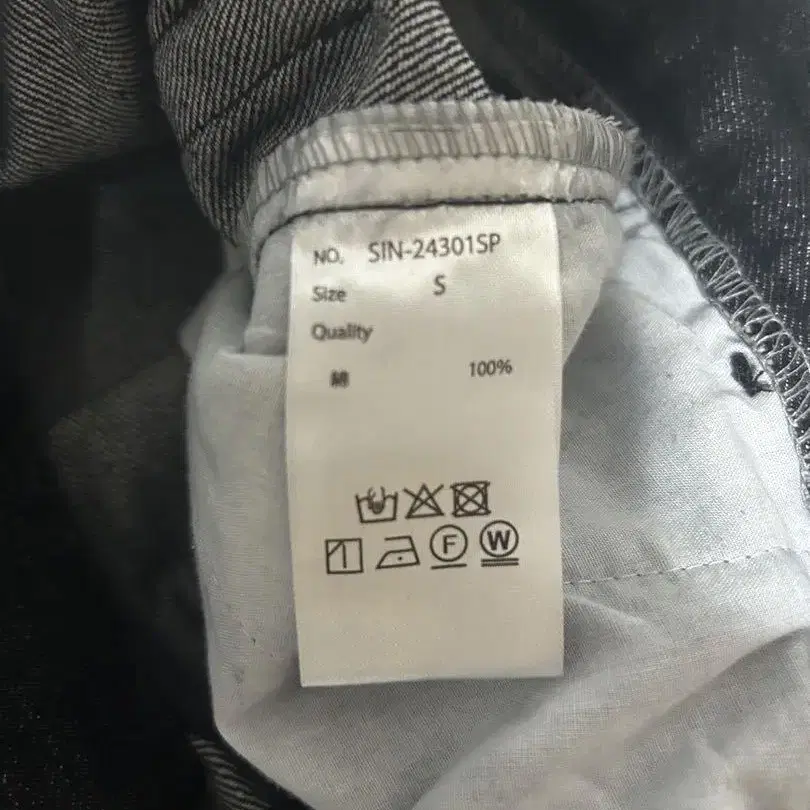 NO. SIN-24301SP
Size S
Quality
綿 100%
F W